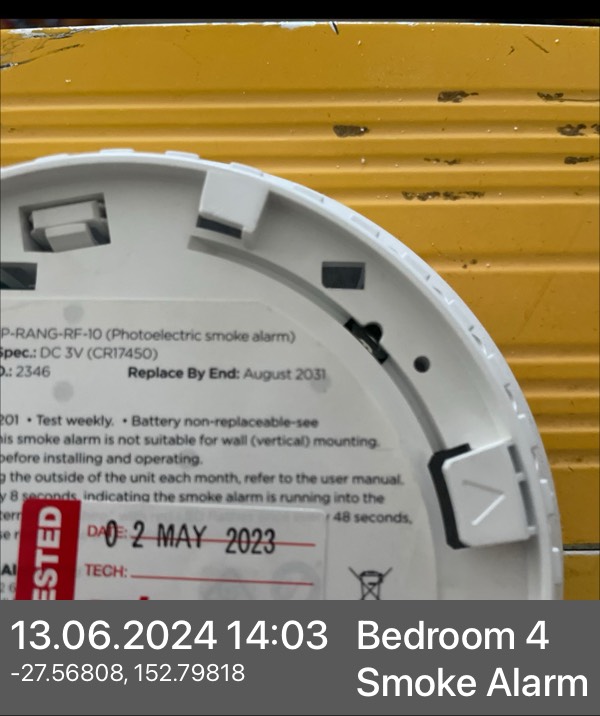 P-RANG-RF-10 (Photoelectric smoke alarm)
Spec.: DC 3V (CR17450)
.: 2346 Replace By End: August 2031
201 • Test weekly. • Battery non-replaceable-see
his smoke alarm is not suitable for wall (vertical) mounting.
before installing and operating.
g the outside of the unit each month, refer to the user manual.
y 8 seconds, indicating the smoke alarm is running into the
48 seconds,
ESTED
DATE: 0 2 MAY 2023
TECH:
13.06.2024 14:03
-27.56808, 152.79818
Bedroom 4
Smoke Alarm